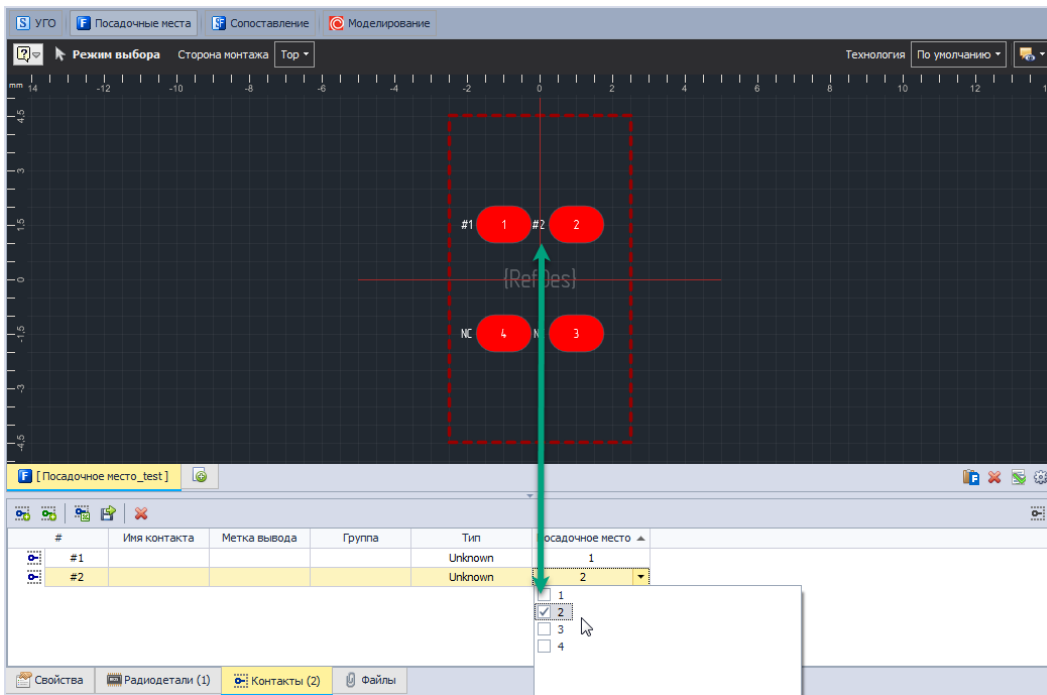 УГО Посадочные места Сопоставление Моделирование
Режим выбора Сторона монтажа Top Технология По умолчанию
mm 14 -12 -10 -8 -6 -4 -2 0 2 4 6 8 10 12
4,5
3
1,5
0
-1,5
-3
-4,5
#1 1 #2 2
{RefDes}
NC 4 3
[ Посадочное место_test ]
# Имя контакта Метка вывода Группа Тип Посадочное место
#1 Unknown 1
#2 Unknown 2
1
2
3
4
Свойства Радиодетали (1) Контакты (2) Файлы